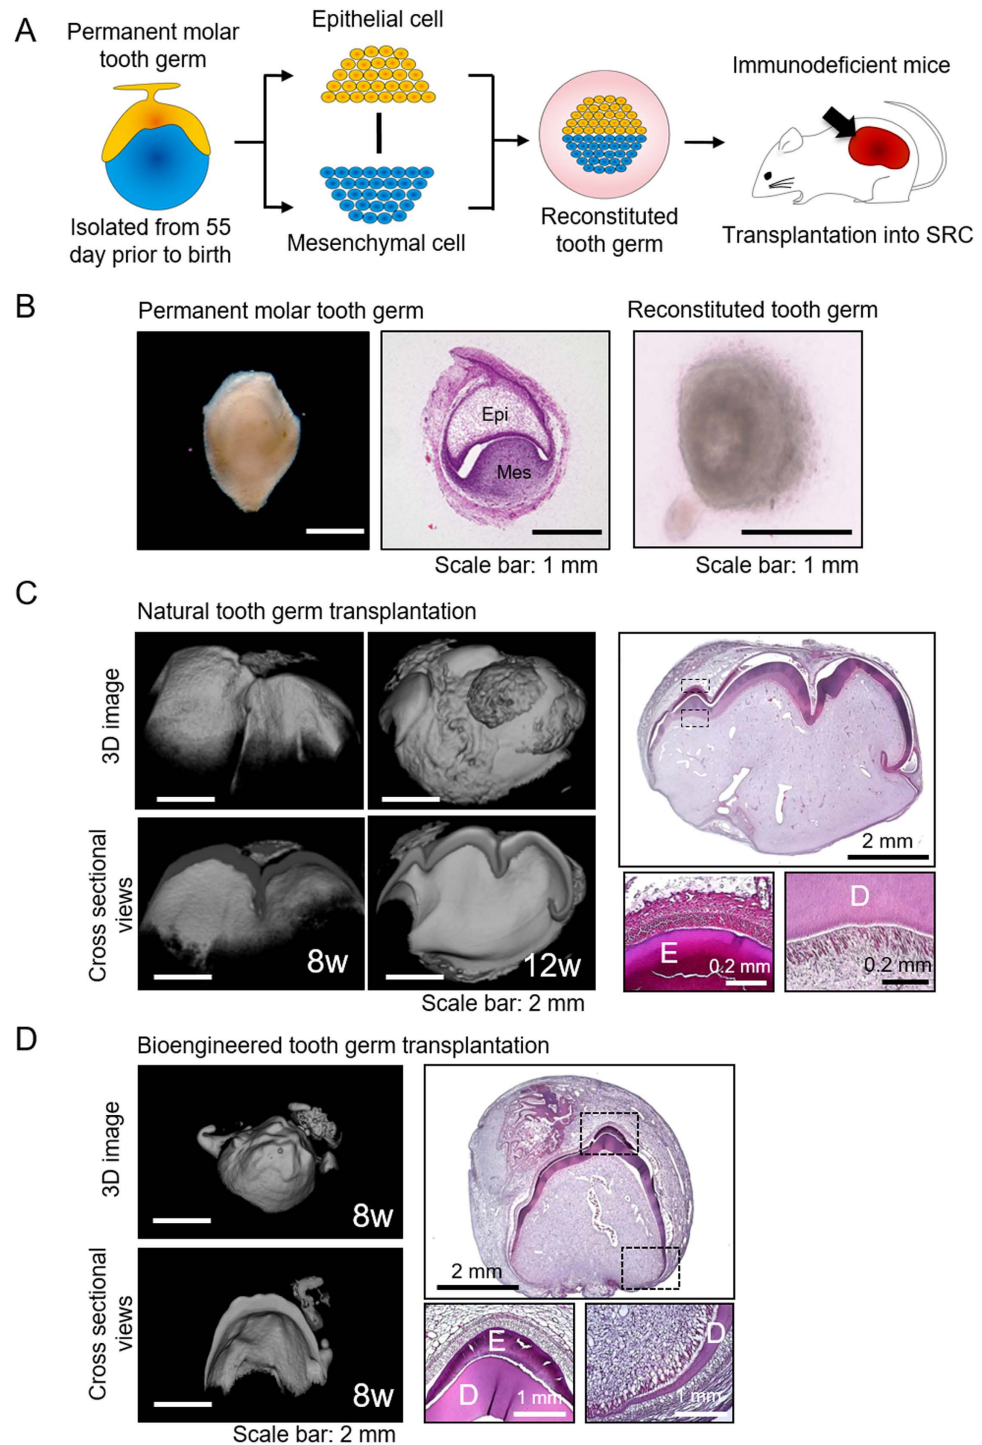 A
Permanent molar
tooth germ
Isolated from 55
day prior to birth
Epithelial cell
Mesenchymal cell
Reconstituted
tooth germ
Immunodeficient mice
Transplantation into SRC
B
Permanent molar tooth germ
Reconstituted tooth germ
Epi
Mes
Scale bar: 1 mm
Scale bar: 1 mm
C
Natural tooth germ transplantation
3D image
Cross sectional
views
8w
12w
Scale bar: 2 mm
2 mm
E
0.2 mm
D
0.2 mm
D
Bioengineered tooth germ transplantation
3D image
8w
Cross sectional
views
8w
Scale bar: 2 mm
2 mm
E
D
1 mm
D
1 mm